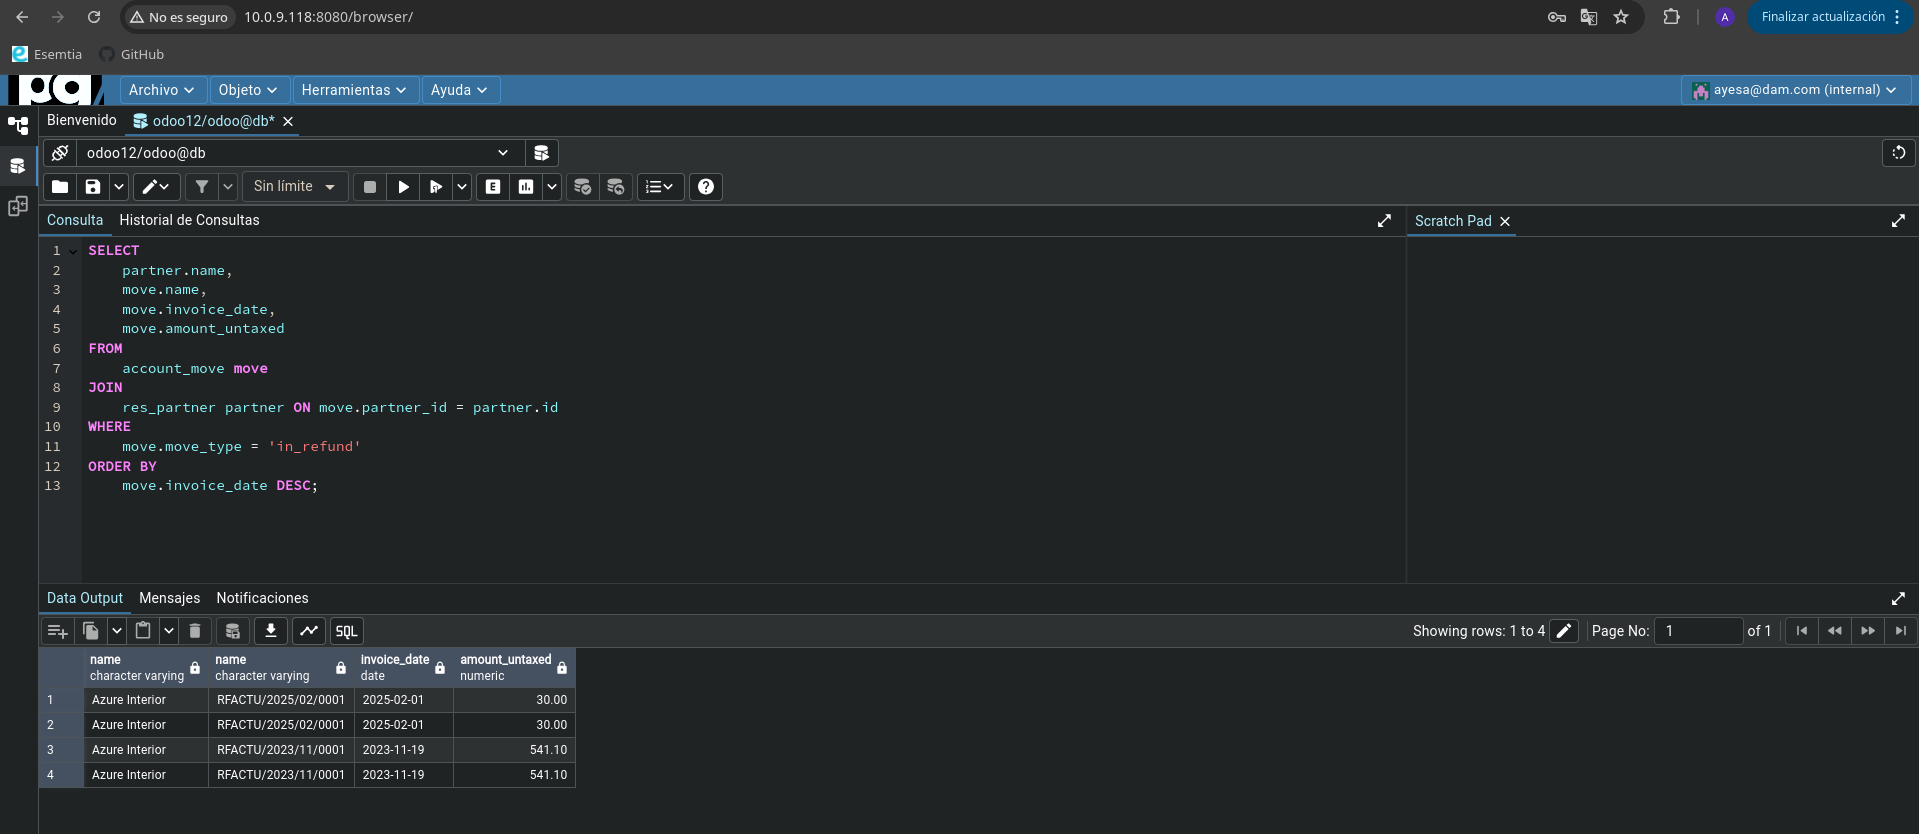 No es seguro 10.0.9.118:8080/browser/ A Finalizar actualización
Esemtia GitHub
pg Archivo Objeto Herramientas Ayuda ayesa@dam.com (internal)
Bienvenido odoo12/odoo@db*
odoo12/odoo@db
Sin límite E
Consulta Historial de Consultas Scratch Pad
1 SELECT
2 partner.name,
3 move.name,
4 move.invoice_date,
5 move.amount_untaxed
6 FROM
7 account_move move
8 JOIN
9 res_partner partner ON move.partner_id = partner.id
10 WHERE
11 move.move_type = 'in_refund'
12 ORDER BY
13 move.invoice_date DESC;
Data Output Mensajes Notificaciones
SQL Showing rows: 1 to 4 Page No: 1 of 1
name name invoice_date amount_untaxed
character varying character varying date numeric
1 Azure Interior RFACTU/2025/02/0001 2025-02-01 30.00
2 Azure Interior RFACTU/2025/02/0001 2025-02-01 30.00
3 Azure Interior RFACTU/2023/11/0001 2023-11-19 541.10
4 Azure Interior RFACTU/2023/11/0001 2023-11-19 541.10